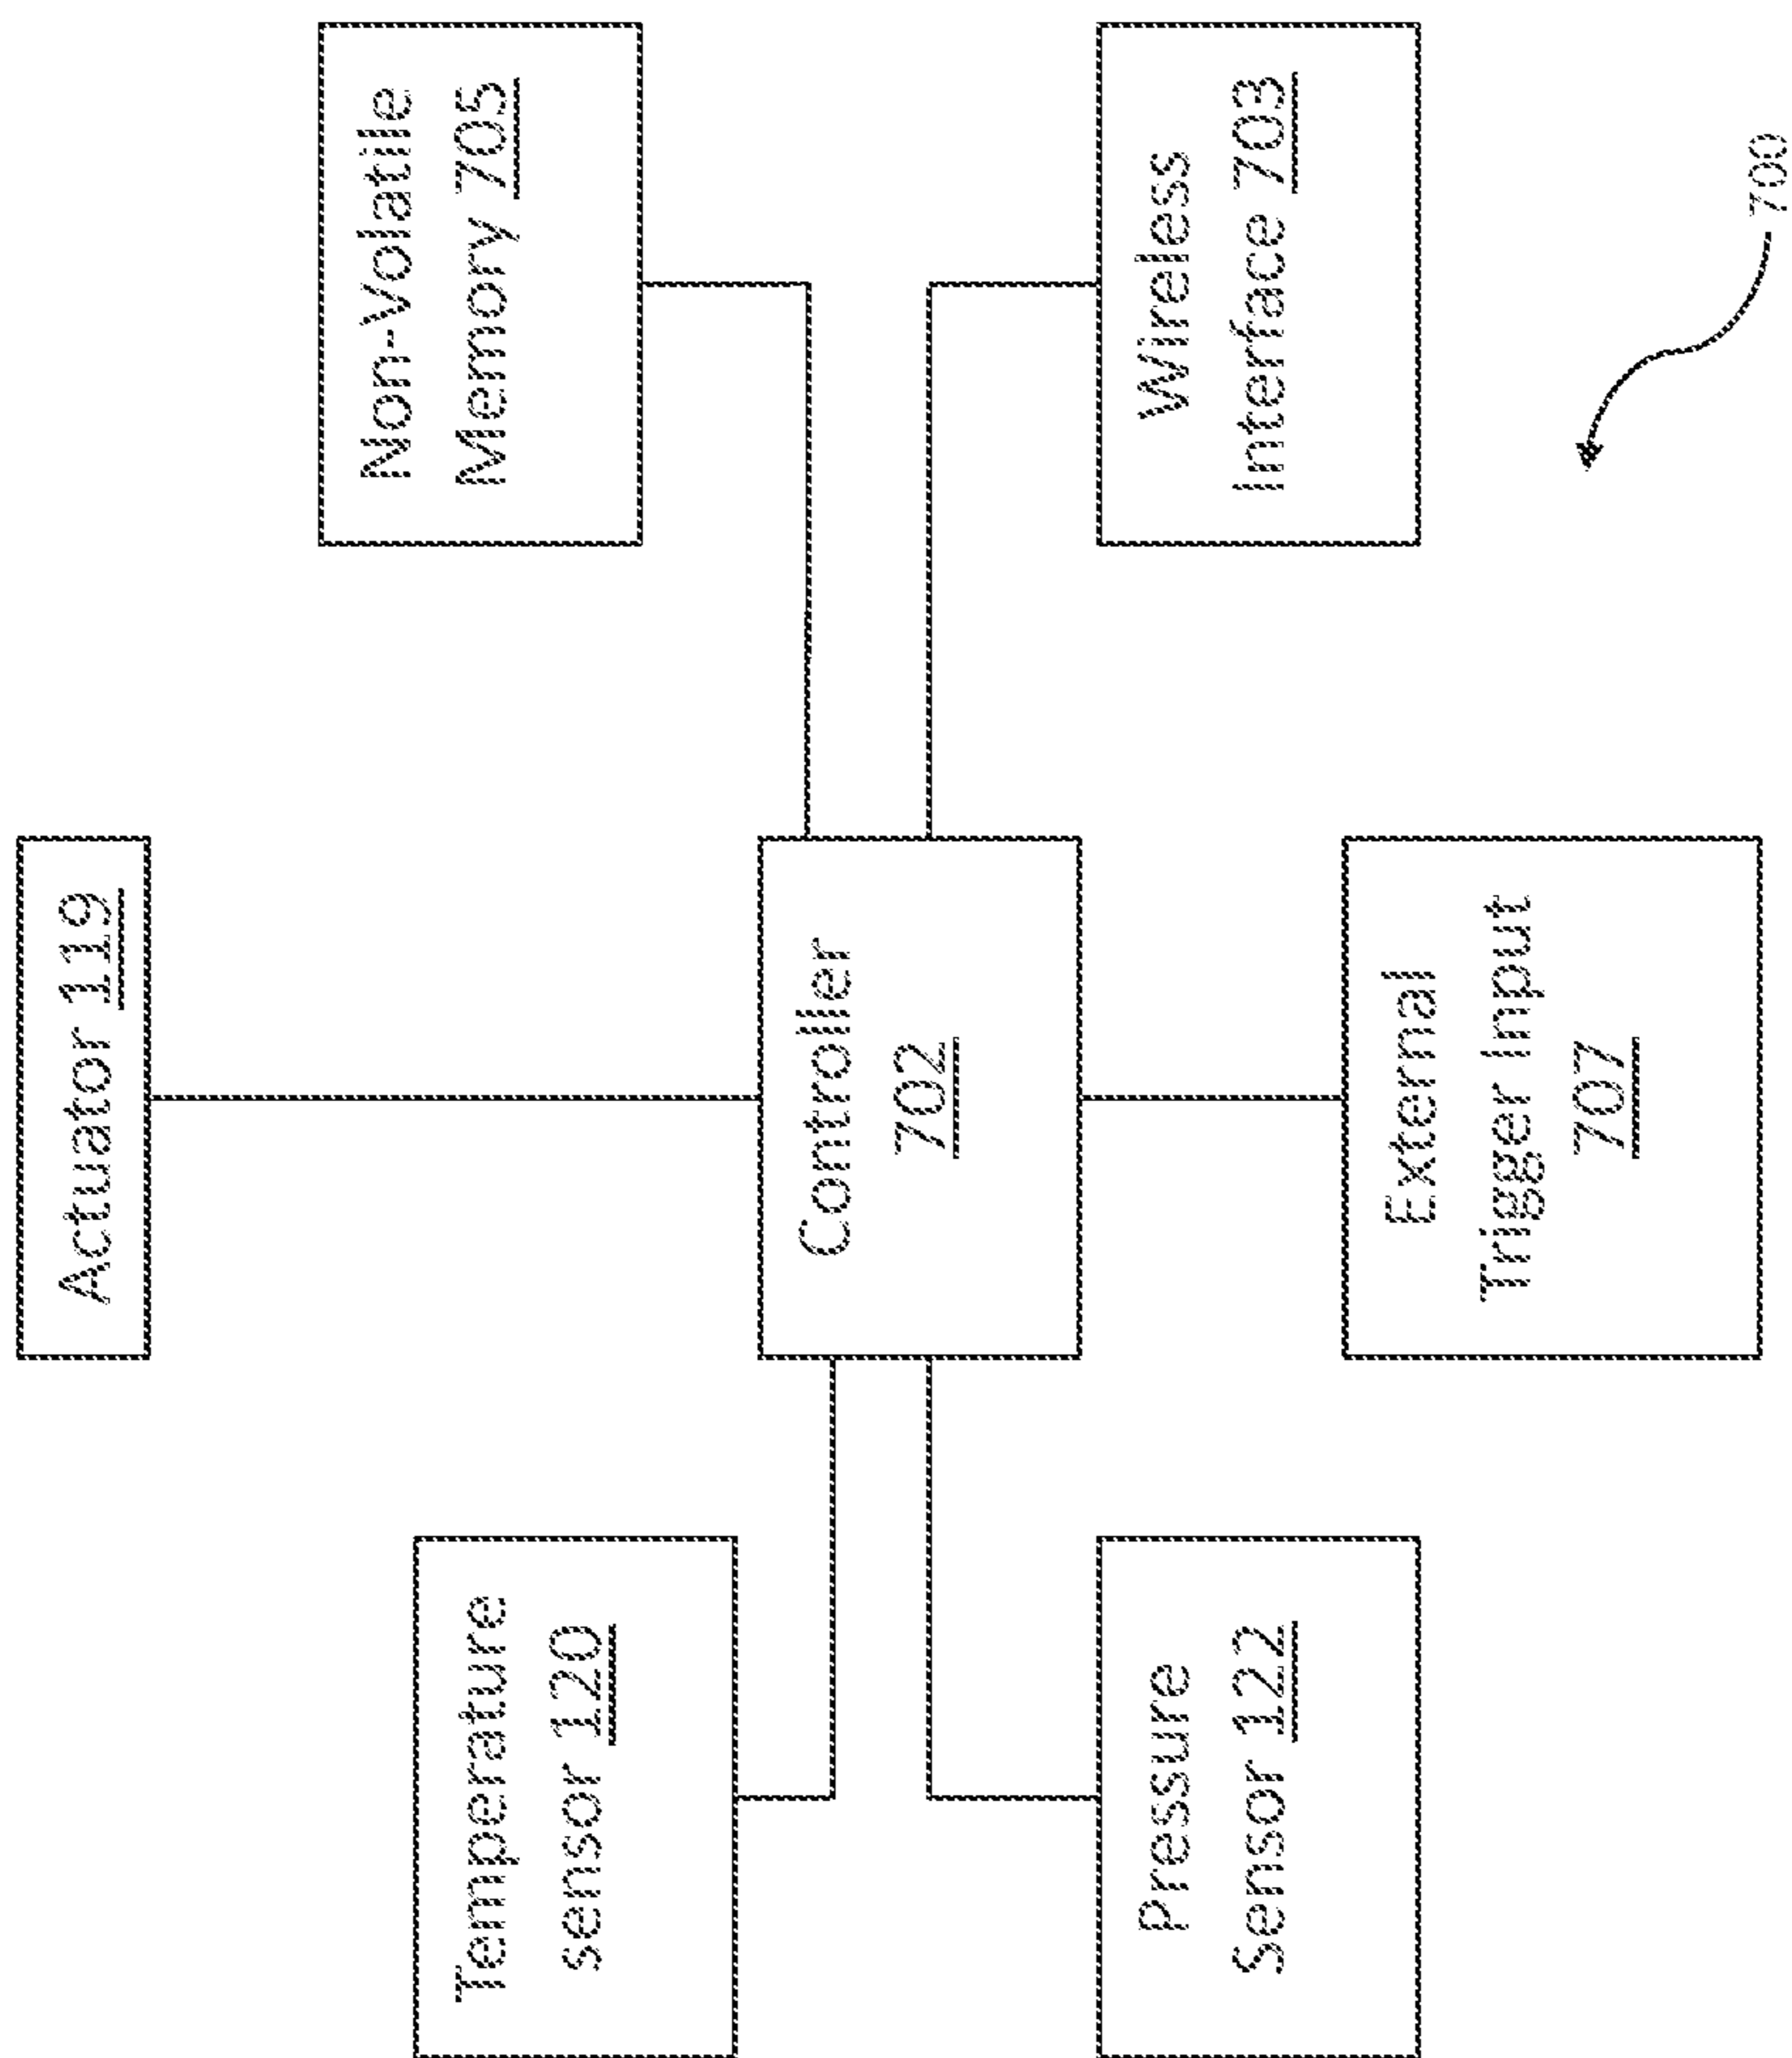 Actuator 119
Temperature
sensor 120
Non-Volatile
Memory 705
Controller
702
Pressure
Sensor 122
Wireless
Interface 703
External
Trigger Input
707
700